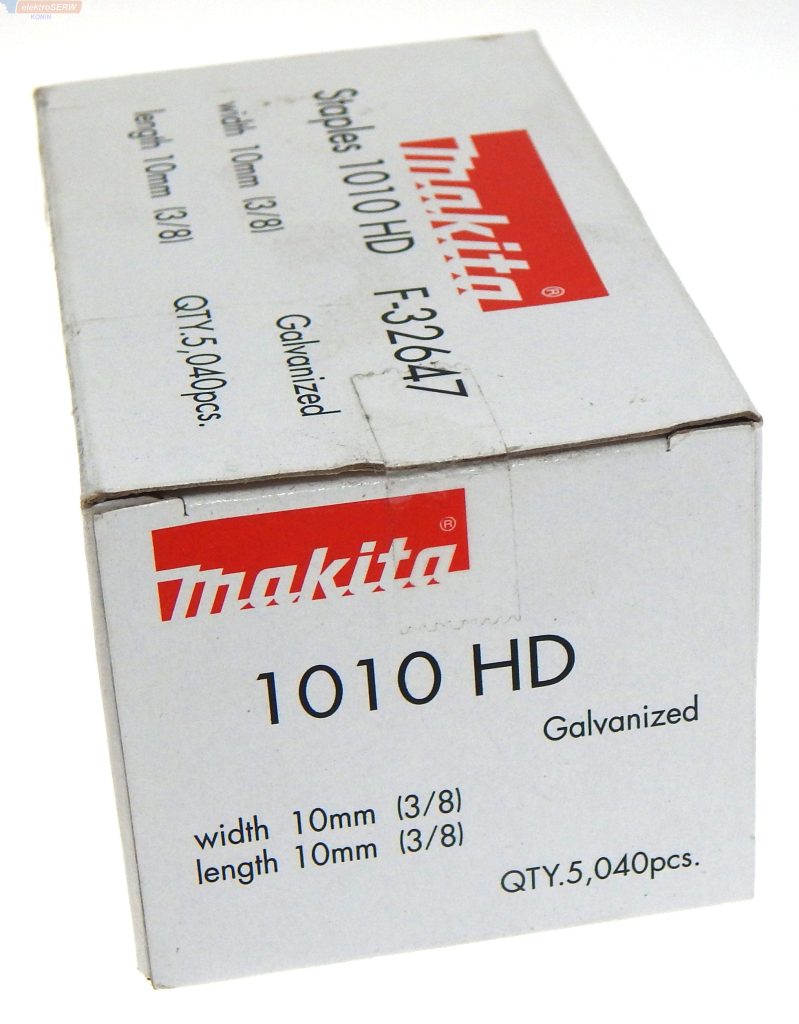 elektroSERW
KONIN
makita ®
Staples 1010 HD F-32647
width 10mm (3/8)
Galvanized
length 10mm (3/8)
QTY.5,040pcs.
makita ®
1010 HD
Galvanized
width 10mm (3/8)
length 10mm (3/8)
QTY.5,040pcs.